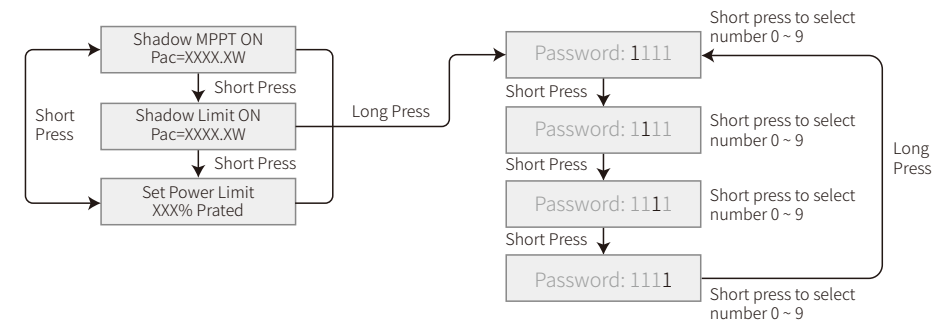 Shadow MPPT ON
Pac=XXXX.XW
Short Press
Shadow Limit ON
Pac=XXXX.XW
Short Press
Set Power Limit
XXX% Prated
Short
Press
Long Press
Password: 1111
Short press to select
number 0 ~ 9
Short Press
Password: 1111
Short press to select
number 0 ~ 9
Short Press
Password: 1111
Short press to select
number 0 ~ 9
Short Press
Password: 1111
Short press to select
number 0 ~ 9
Long
Press